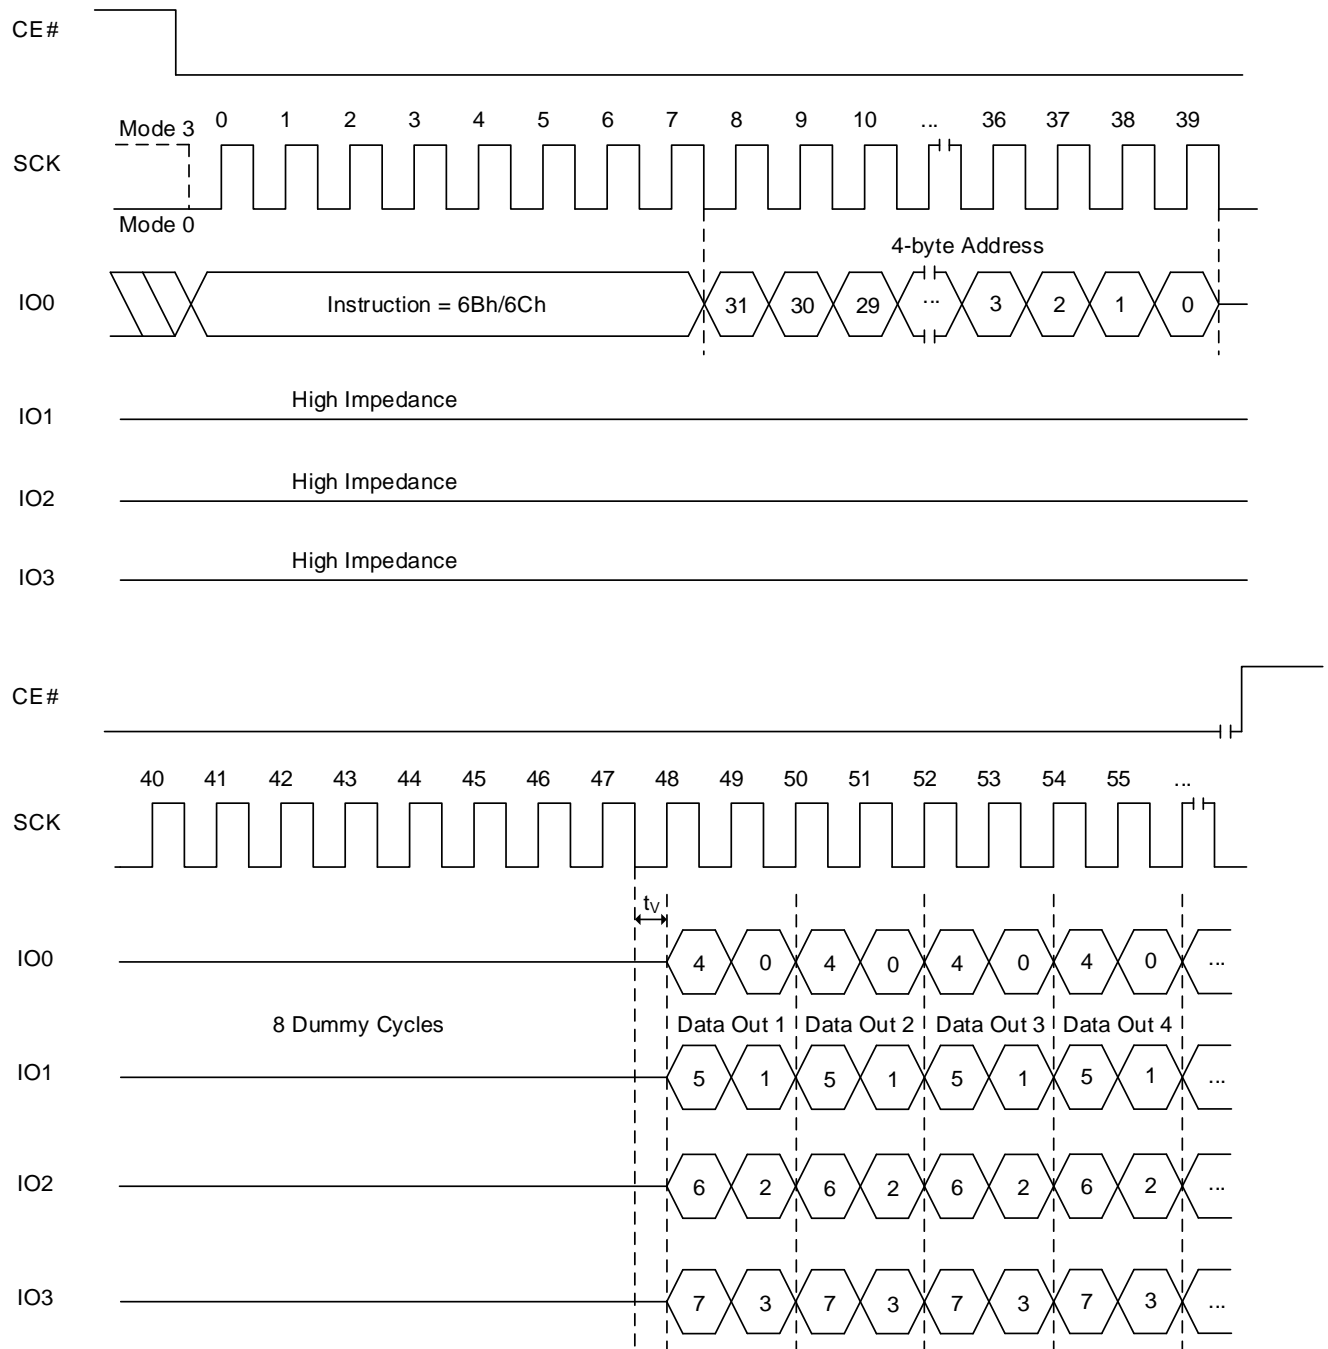 CE#
Mode 3 0 1 2 3 4 5 6 7 8 9 10 ... 36 37 38 39
SCK
Mode 0
4-byte Address
IO0 Instruction = 6Bh/6Ch 31 30 29 ... 3 2 1 0
High Impedance
IO1
High Impedance
IO2
High Impedance
IO3
CE#
40 41 42 43 44 45 46 47 48 49 50 51 52 53 54 55 ...
SCK
tV
IO0 4 0 4 0 4 0 4 0 ...
8 Dummy Cycles Data Out 1 Data Out 2 Data Out 3 Data Out 4
IO1 5 1 5 1 5 1 5 1 ...
IO2 6 2 6 2 6 2 6 2 ...
IO3 7 3 7 3 7 3 7 3 ...